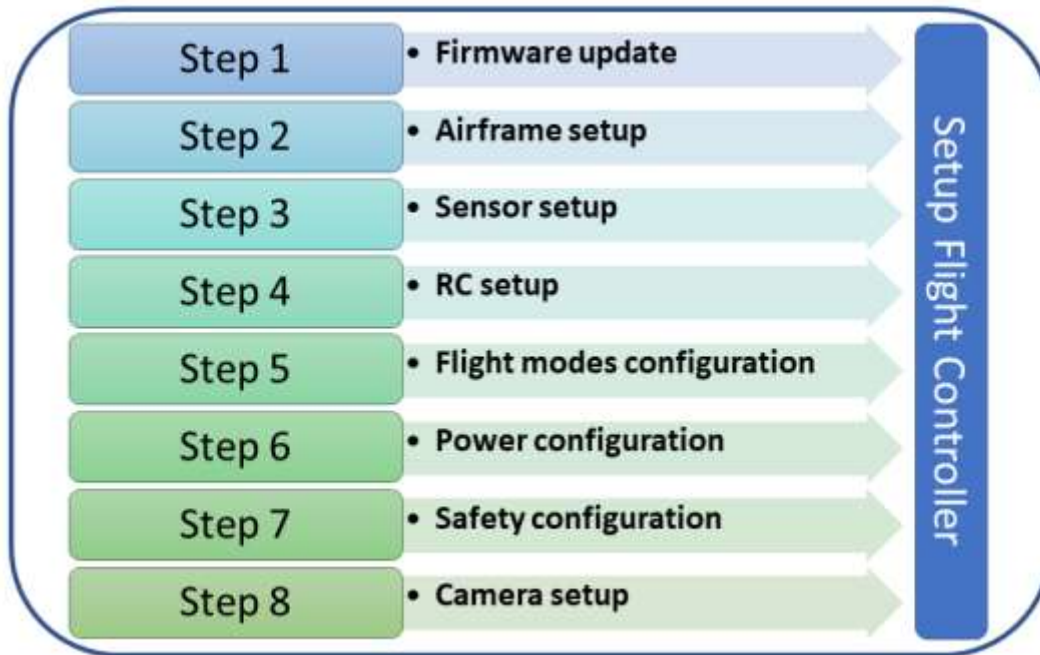 Step 1
• Firmware update
Step 2
• Airframe setup
Step 3
• Sensor setup
Step 4
• RC setup
Step 5
• Flight modes configuration
Step 6
• Power configuration
Step 7
• Safety configuration
Step 8
• Camera setup
Setup Flight Controller